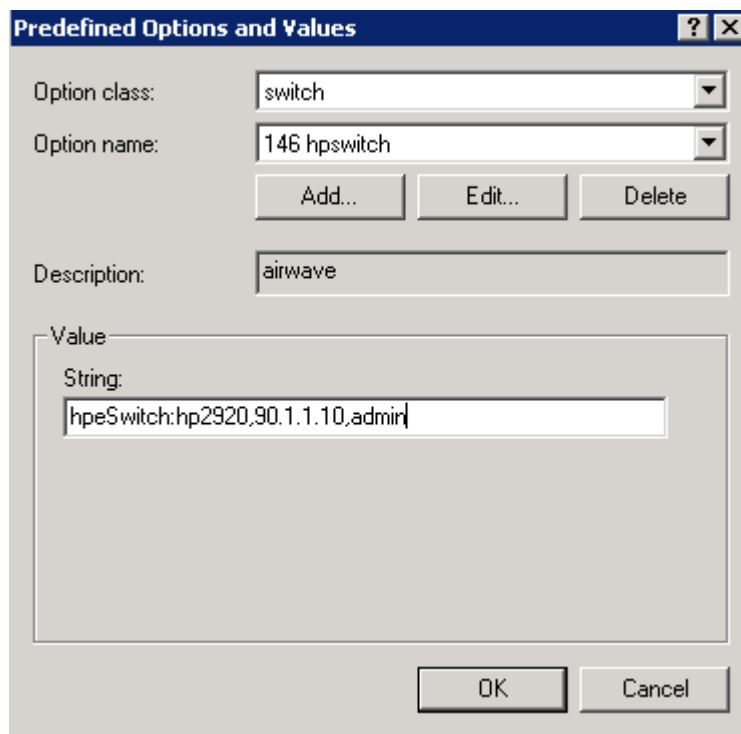 Predefined Options and Values
Option class: switch
Option name: 146 hpswitch
Add... Edit... Delete
Description: airwave
Value
String:
hpeSwitch:hp2920,90.1.1.10,admin
OK Cancel